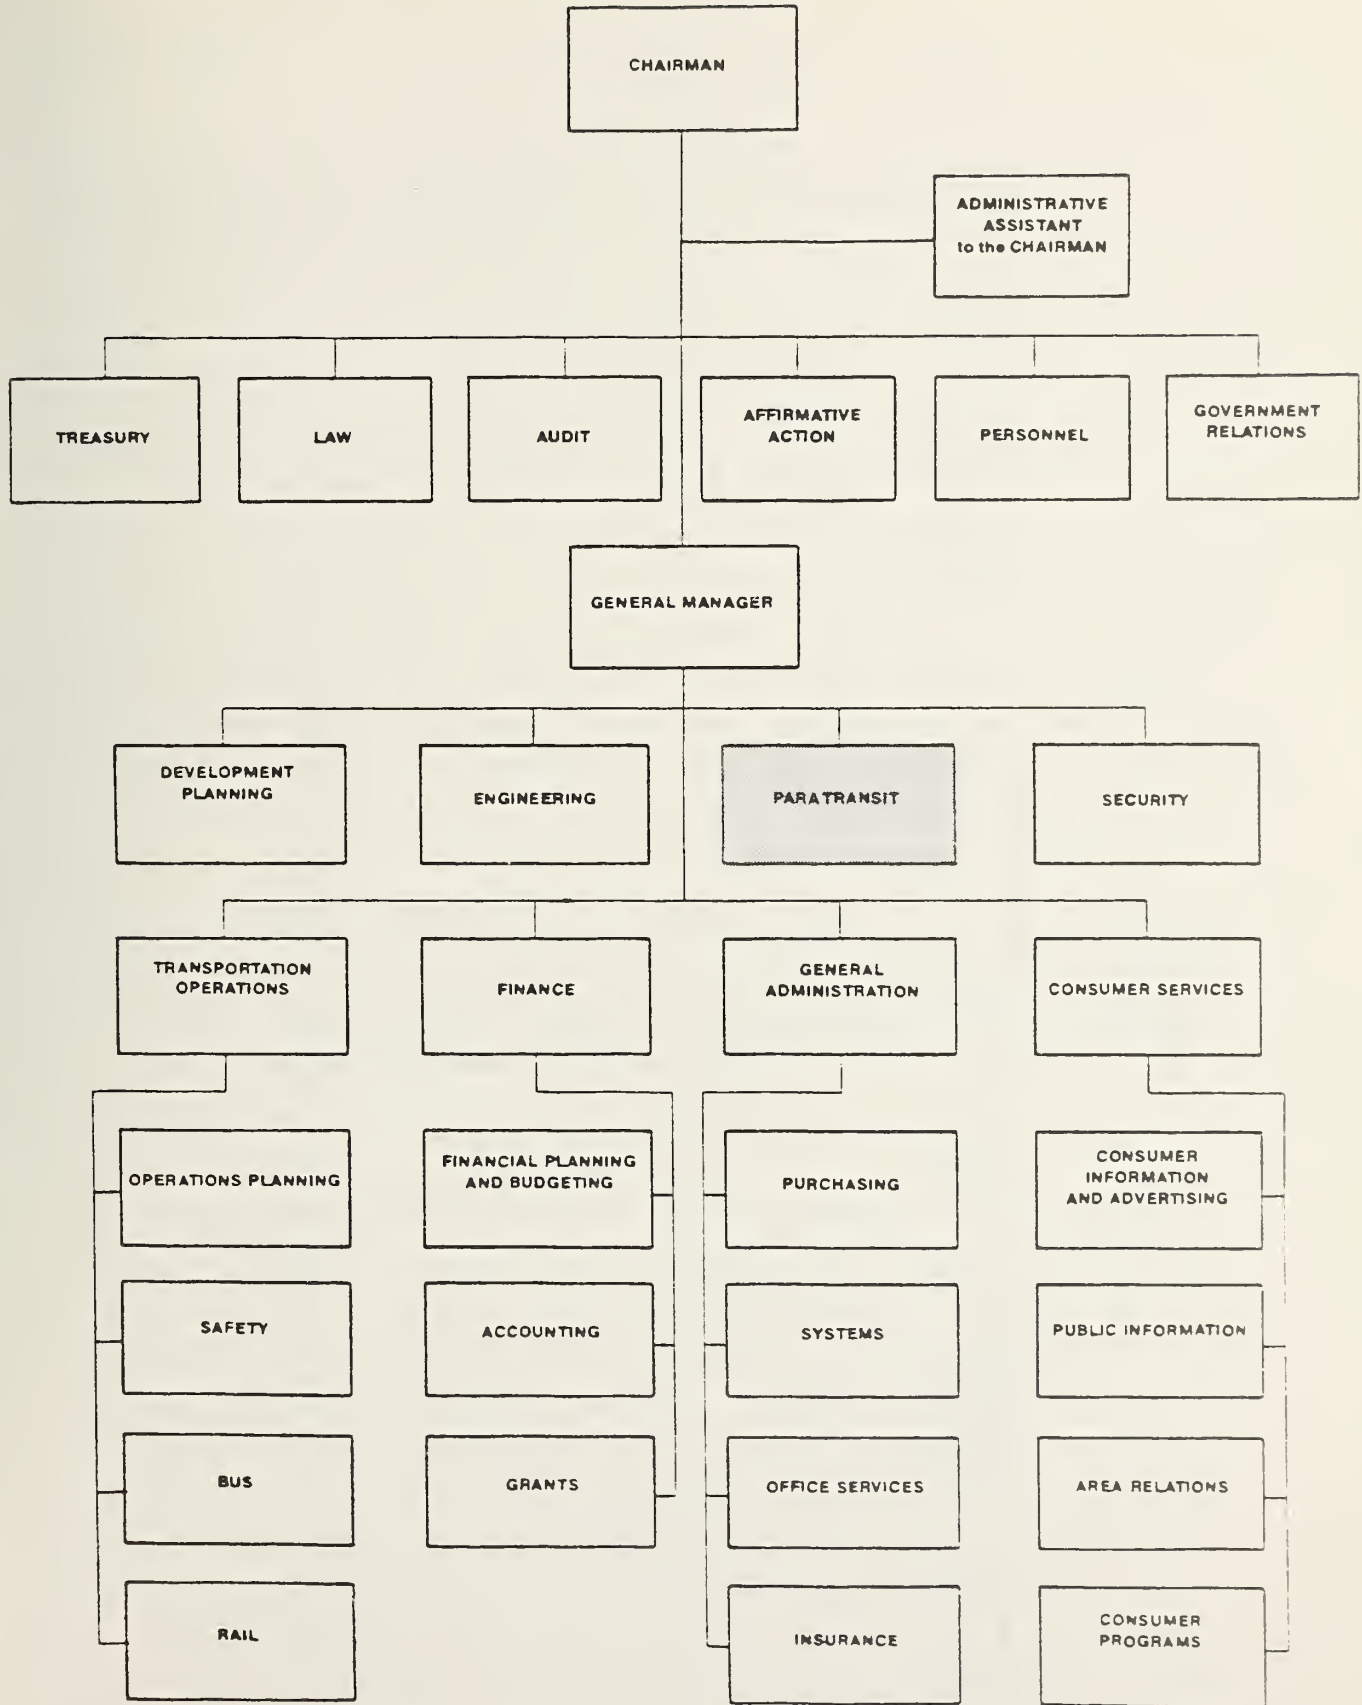 CHAIRMAN
ADMINISTRATIVE
ASSISTANT
to the CHAIRMAN
TREASURY
LAW
AUDIT
AFFIRMATIVE
ACTION
PERSONNEL
GOVERNMENT
RELATIONS
GENERAL MANAGER
DEVELOPMENT
PLANNING
ENGINEERING
PARATRANSIT
SECURITY
TRANSPORTATION
OPERATIONS
FINANCE
GENERAL
ADMINISTRATION
CONSUMER SERVICES
OPERATIONS PLANNING
FINANCIAL PLANNING
AND BUDGETING
PURCHASING
CONSUMER
INFORMATION
AND ADVERTISING
SAFETY
ACCOUNTING
SYSTEMS
PUBLIC INFORMATION
BUS
GRANTS
OFFICE SERVICES
AREA RELATIONS
RAIL
INSURANCE
CONSUMER
PROGRAMS